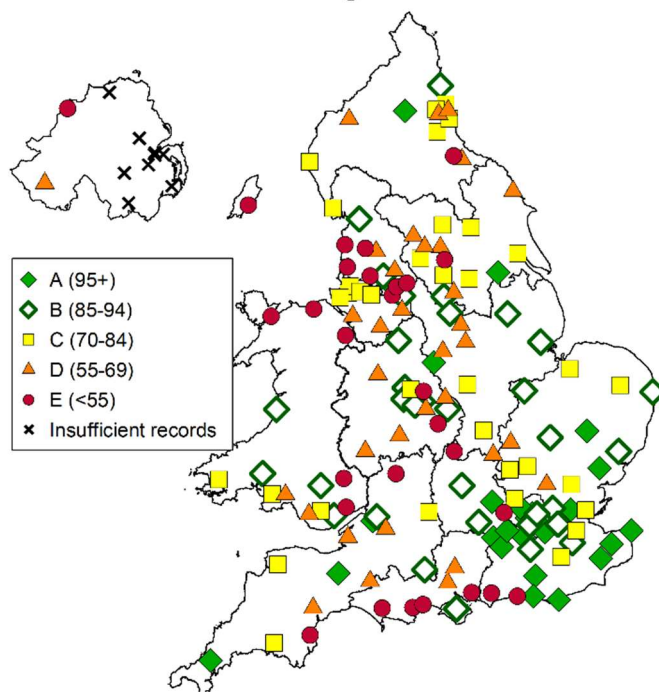 A (95+)
B (85-94)
C (70-84)
D (55-69)
E (<55)
Insufficient records